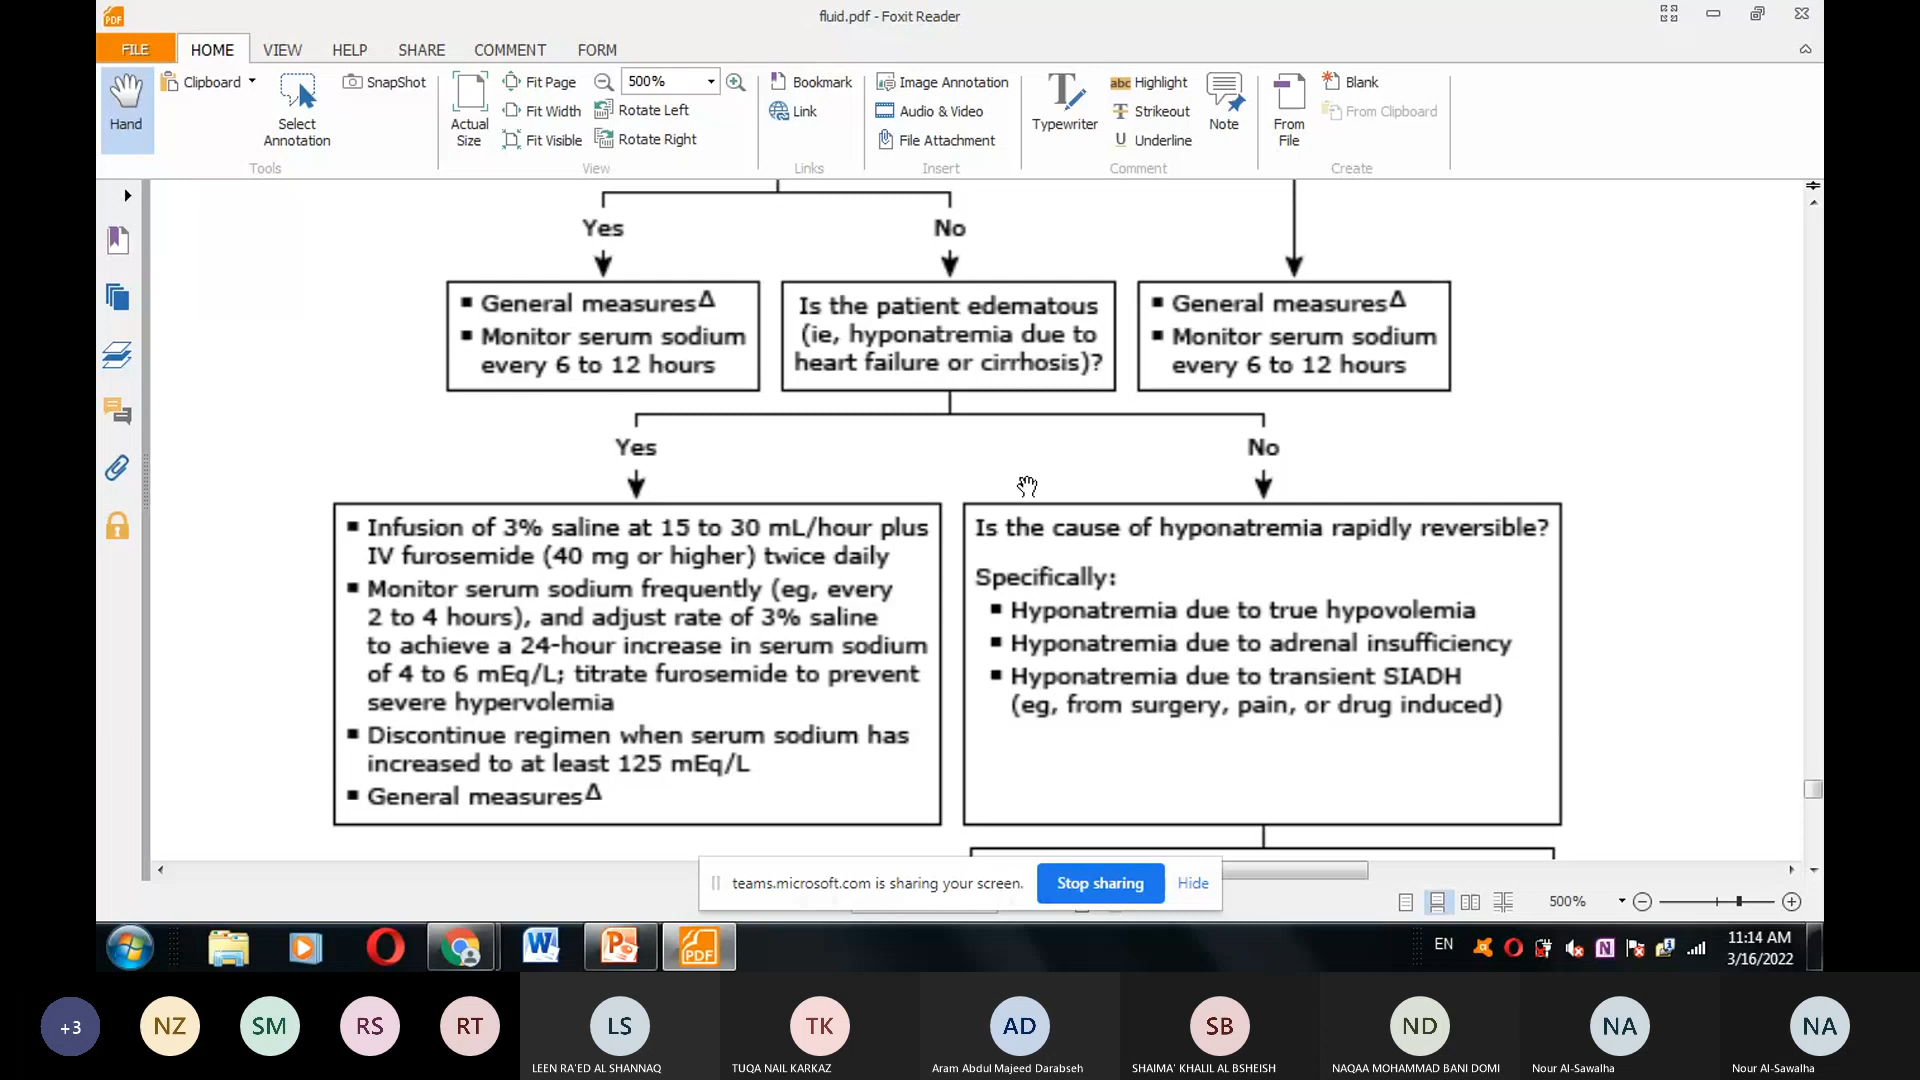 fluid.pdf - Foxit Reader
FILE
HOME
VIEW
HELP
SHARE
COMMENT
FORM
Hand
Clipboard
SnapShot
Select
Annotation
Tools
Actual
Size
Fit Page
Fit Width
Fit Visible
500%
Rotate Left
Rotate Right
View
Bookmark
Link
Links
Image Annotation
Audio & Video
File Attachment
Insert
Typewriter
abc Highlight
Strikeout
Underline
Note
Comment
From
File
Blank
From Clipboard
Create
Yes
No
▪ General measuresΔ
▪ Monitor serum sodium
every 6 to 12 hours
Is the patient edematous
(ie, hyponatremia due to
heart failure or cirrhosis)?
▪ General measuresΔ
▪ Monitor serum sodium
every 6 to 12 hours
Yes
No
▪ Infusion of 3% saline at 15 to 30 mL/hour plus
IV furosemide (40 mg or higher) twice daily
▪ Monitor serum sodium frequently (eg, every
2 to 4 hours), and adjust rate of 3% saline
to achieve a 24-hour increase in serum sodium
of 4 to 6 mEq/L; titrate furosemide to prevent
severe hypervolemia
▪ Discontinue regimen when serum sodium has
increased to at least 125 mEq/L
▪ General measuresΔ
Is the cause of hyponatremia rapidly reversible?
Specifically:
▪ Hyponatremia due to true hypovolemia
▪ Hyponatremia due to adrenal insufficiency
▪ Hyponatremia due to transient SIADH
(eg, from surgery, pain, or drug induced)
teams.microsoft.com is sharing your screen.
Stop sharing
Hide
500%
EN
11:14 AM
3/16/2022
+3
NZ
SM
RS
RT
LS
LEEN RA'ED AL SHANNAQ
TK
TUQA NAIL KARKAZ
AD
Aram Abdul Majeed Darabseh
SB
SHAIMA' KHALIL AL BSHEISH
ND
NAQAA MOHAMMAD BANI DOMI
NA
Nour Al-Sawalha
NA
Nour Al-Sawalha